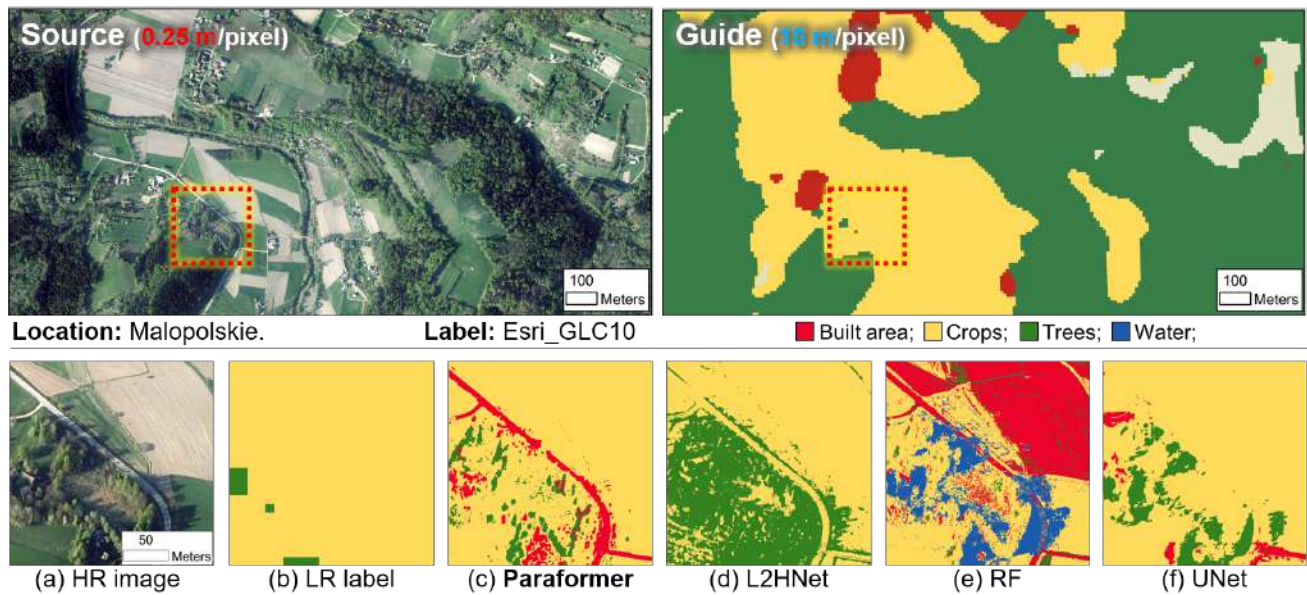 Source (0.25 m/pixel)
Guide (10 m/pixel)
100
Meters
100
Meters
Location: Malopolskie.
Label: Esri_GLC10
Built area; Crops; Trees; Water;
50
Meters
(a) HR image
(b) LR label
(c) Paraformer
(d) L2HNet
(e) RF
(f) UNet